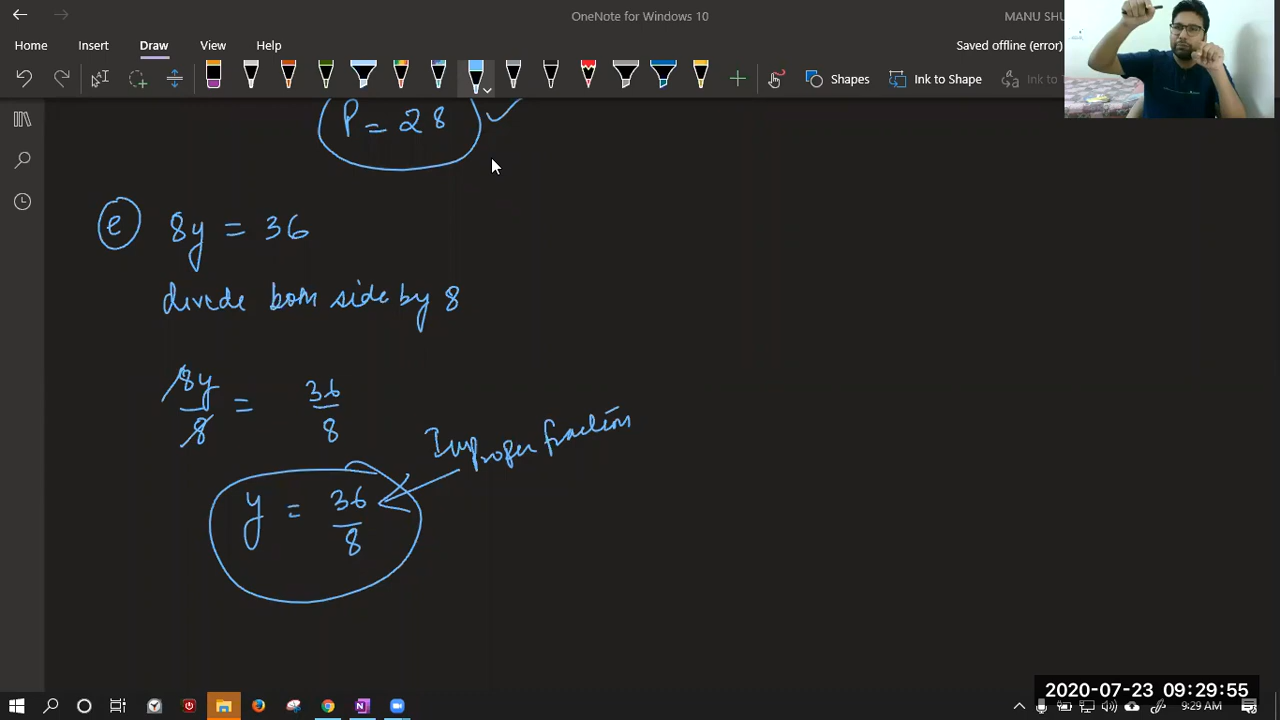 OneNote for Windows 10
MANU SHU
Home Insert Draw View Help
Saved offline (error)
Shapes Ink to Shape Ink to
P = 28
e 8y = 36
divide both side by 8
8y/8 = 36/8
Improper fraction
y = 36/8
2020-07-23 09:29:55
9:29 AM